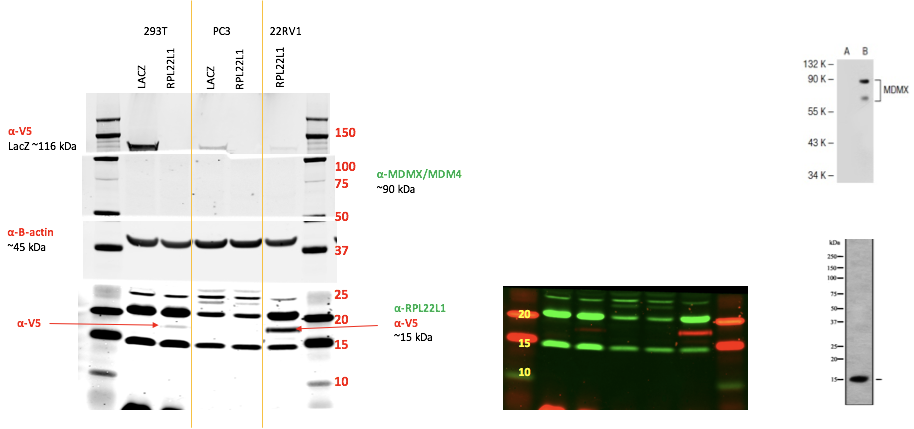 293T
PC3
22RV1
LACZ
RPL22L1
LACZ
RPL22L1
RPL22L1
α-V5
LacZ ~116 kDa
150
100
75
α-MDMX/MDM4
~90 kDa
50
α-B-actin
~45 kDa
37
25
20
α-RPL22L1
α-V5
α-V5
~15 kDa
15
10
20
15
10
A B
132 K –
90 K –
MDMX
55 K –
43 K –
34 K –
kDa
250–
150–
100–
75–
50–
37–
25–
20–
15–